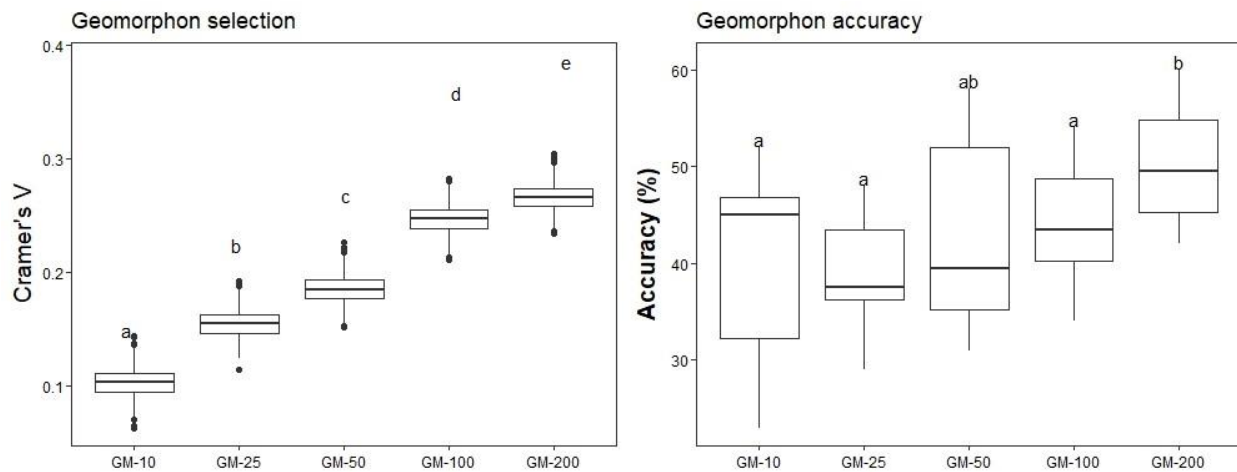 Geomorphon selection
Cramer's V
0.4
0.3
0.2
0.1
a
b
c
d
e
GM-10 GM-25 GM-50 GM-100 GM-200
Geomorphon accuracy
Accuracy (%)
60
50
40
30
a
a
ab
a
b
GM-10 GM-25 GM-50 GM-100 GM-200